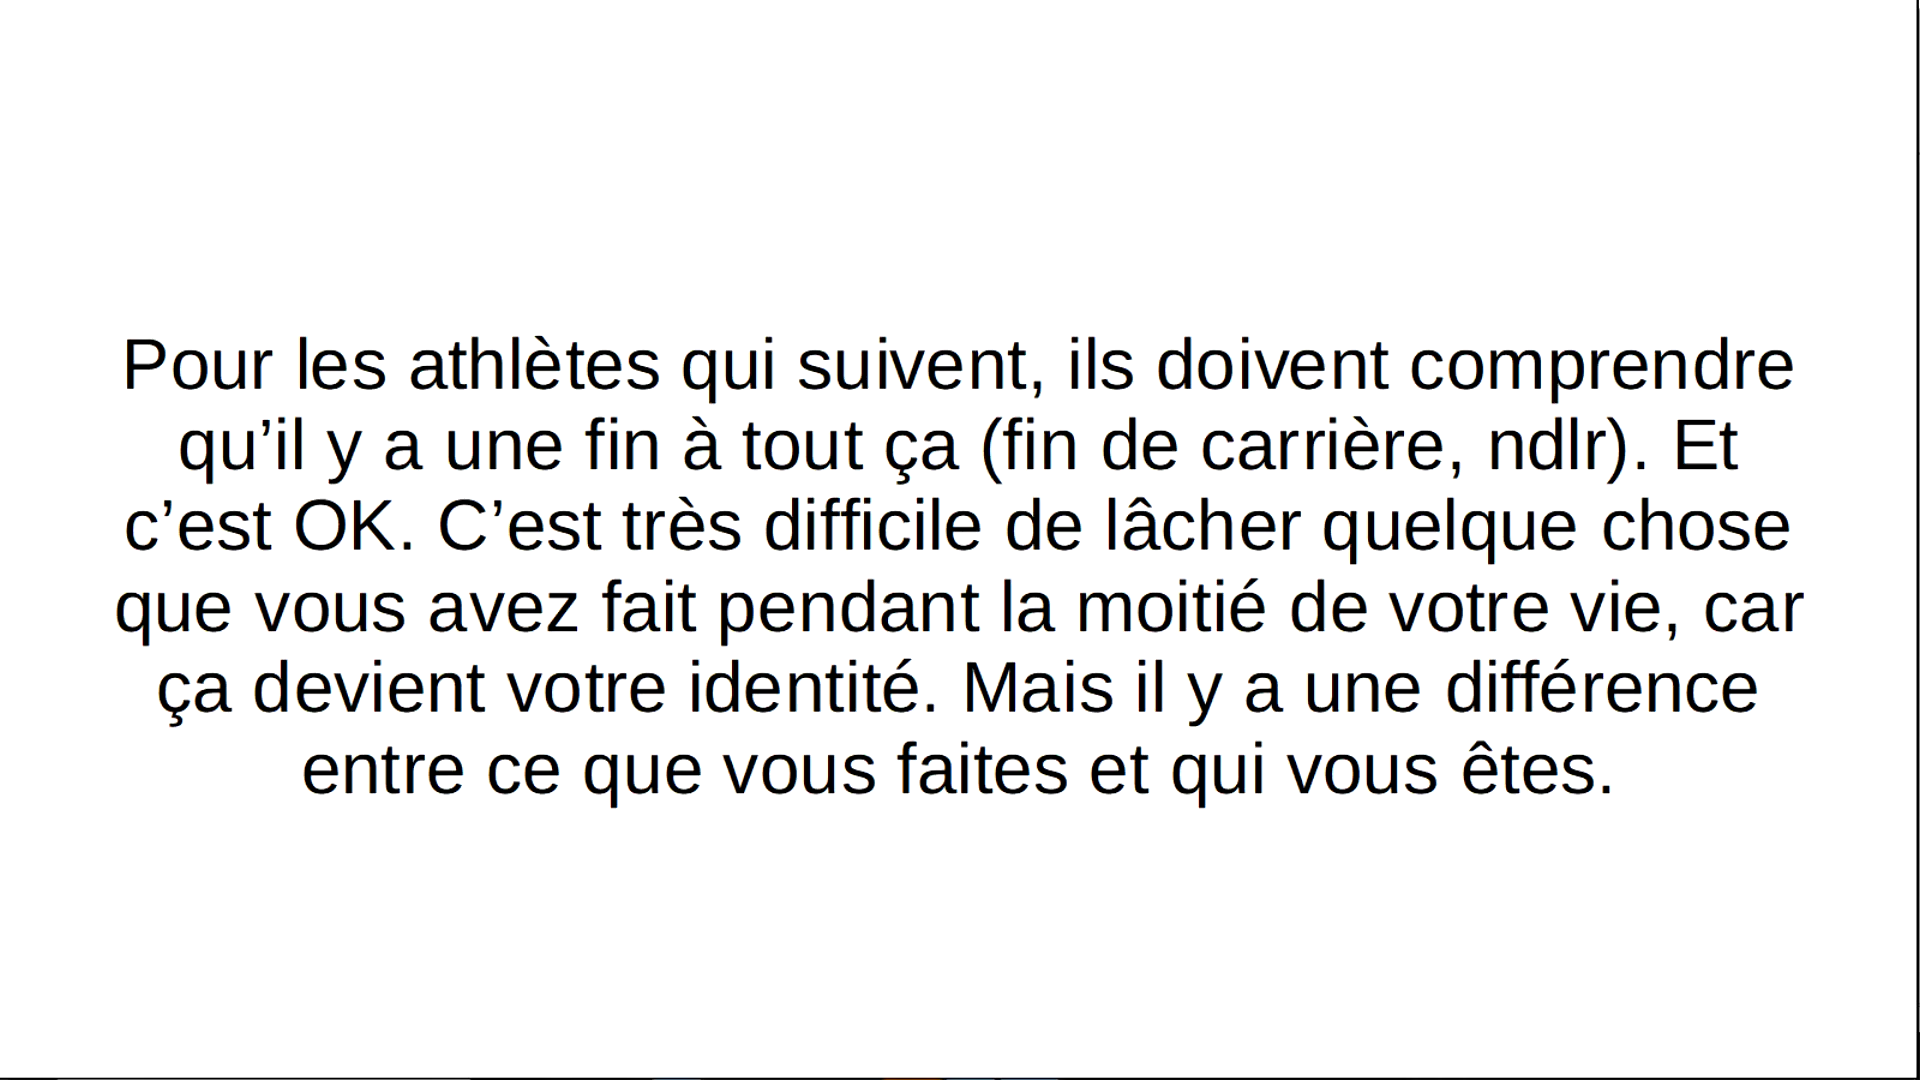 Pour les athlètes qui suivent, ils doivent comprendre
qu’il y a une fin à tout ça (fin de carrière, ndlr). Et
c’est OK. C’est très difficile de lâcher quelque chose
que vous avez fait pendant la moitié de votre vie, car
ça devient votre identité. Mais il y a une différence
entre ce que vous faites et qui vous êtes.